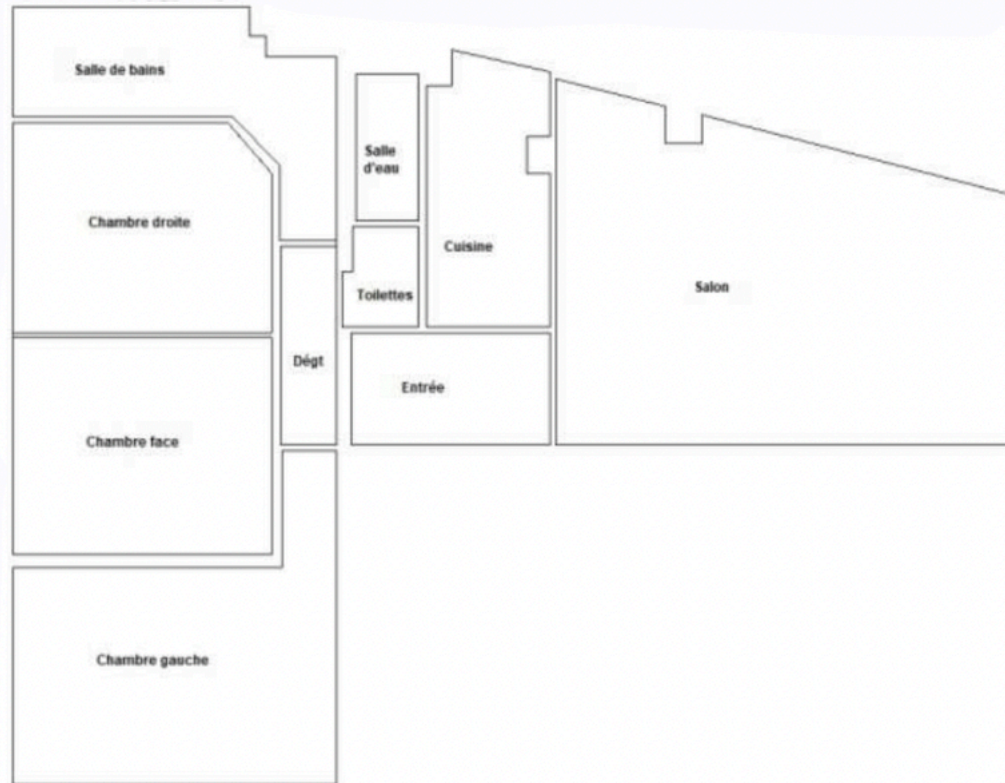 Salle de bains
Salle
d'eau
Chambre droite
Cuisine
Salon
Toilettes
Dégt
Entrée
Chambre face
Chambre gauche